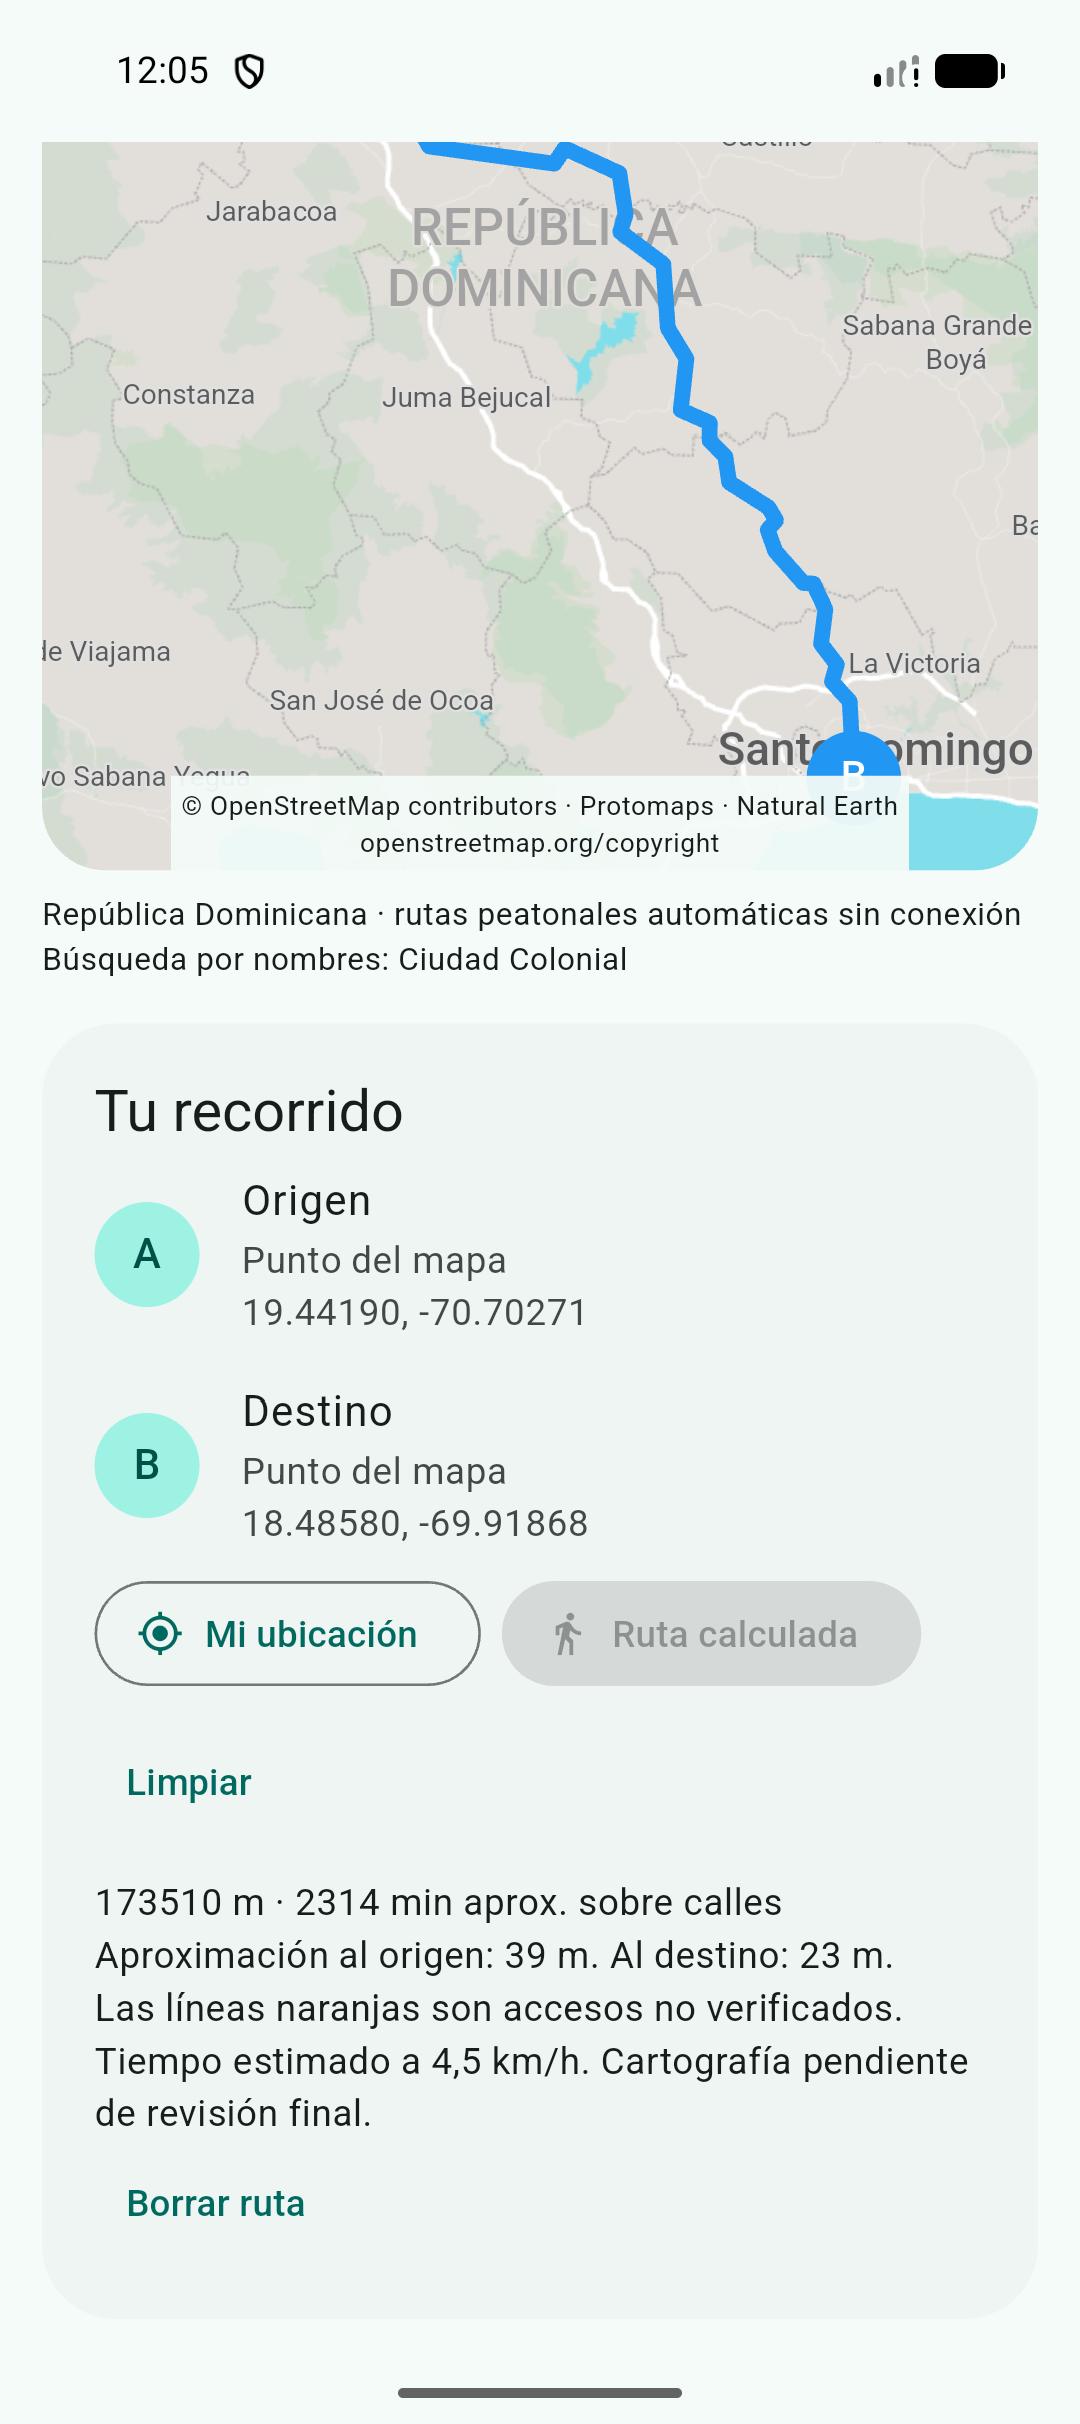 12:05
Jarabacoa
REPÚBLICA
DOMINICANA
Sabana Grande
Boyá
Constanza
Juma Bejucal
de Viajama
La Victoria
San José de Ocoa
B
© OpenStreetMap contributors · Protomaps · Natural Earth
openstreetmap.org/copyright
República Dominicana · rutas peatonales automáticas sin conexión
Búsqueda por nombres: Ciudad Colonial
Tu recorrido
A
Origen
Punto del mapa
19.44190, -70.70271
B
Destino
Punto del mapa
18.48580, -69.91868
Mi ubicación
Ruta calculada
Limpiar
173510 m · 2314 min aprox. sobre calles
Aproximación al origen: 39 m. Al destino: 23 m.
Las líneas naranjas son accesos no verificados.
Tiempo estimado a 4,5 km/h. Cartografía pendiente
de revisión final.
Borrar ruta